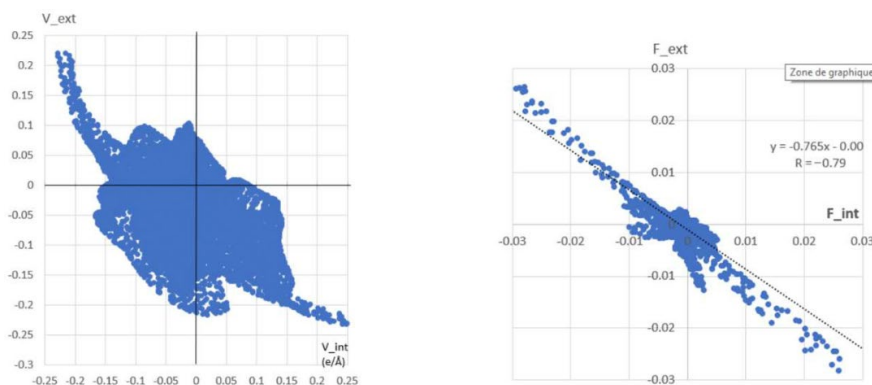 V_ext
0.25
0.2
0.15
0.1
0.05
0
-0.05
-0.1
-0.15
-0.2
-0.25
-0.3
-0.25 -0.2 -0.15 -0.1 -0.05 0 0.05 0.1 0.15 0.2 0.25
V_int
(e/Å)
F_ext
Zone de graphique
0.03
0.02
0.01
0
-0.01
-0.02
-0.03
y = -0.765x - 0.00
R = −0.79
F_int
-0.03 -0.02 -0.01 0 0.01 0.02 0.03